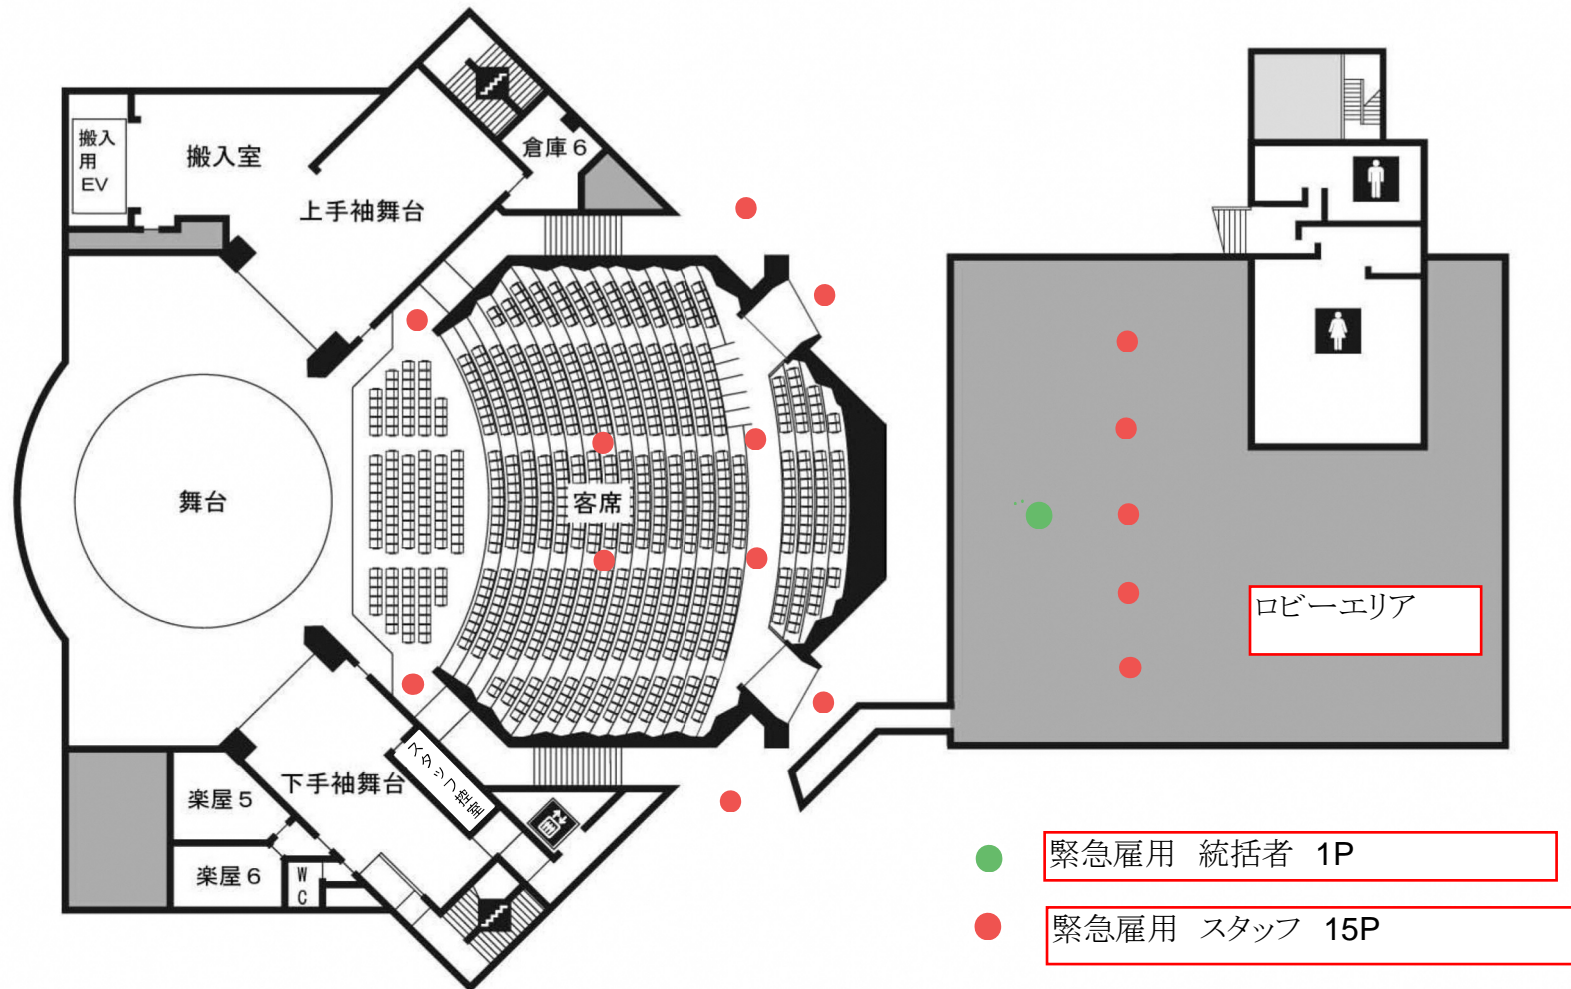 搬入
用
EV
搬入室
倉庫6
上手袖舞台
舞台
客席
ロビーエリア
スタッフ控室
下手袖舞台
楽屋5
楽屋6
W
C
緊急雇用 統括者 1P
緊急雇用 スタッフ 15P